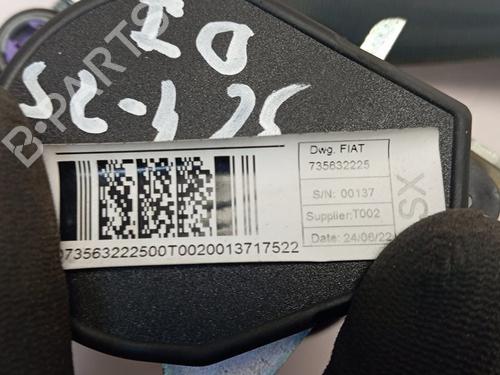 B-PARTS
Dwg. FIAT
735632225
S/N: 00137
Supplier;T002
Date: 24/06/22
073563222500T0020013717522
SX